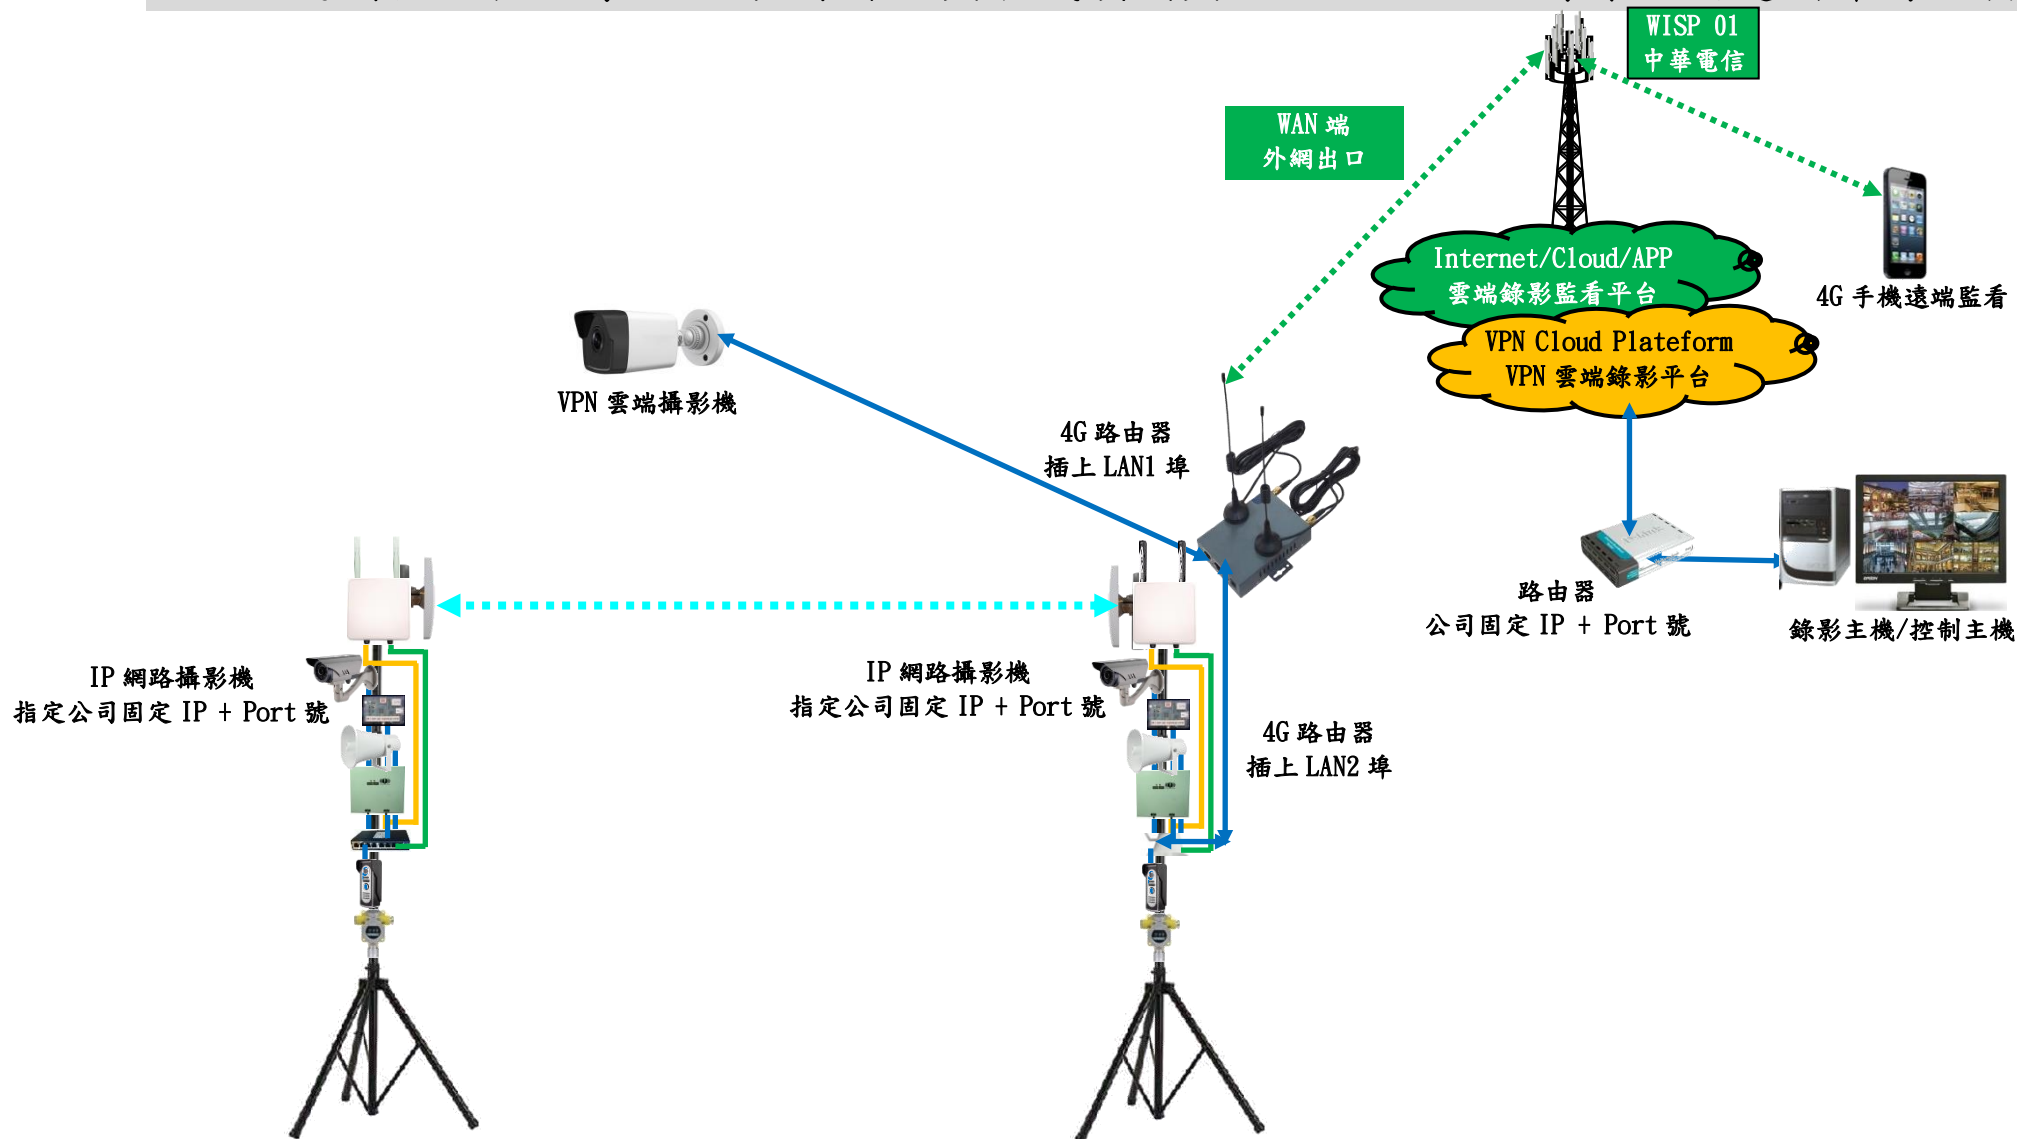 WISP 01
中華電信
WAN 端
外網出口
Internet/Cloud/APP
雲端錄影監看平台
4G 手機遠端監看
VPN Cloud Plateform
VPN 雲端錄影平台
VPN 雲端攝影機
4G 路由器
插上 LAN1 埠
路由器
公司固定 IP + Port 號
錄影主機/控制主機
IP 網路攝影機
指定公司固定 IP + Port 號
IP 網路攝影機
指定公司固定 IP + Port 號
4G 路由器
插上 LAN2 埠